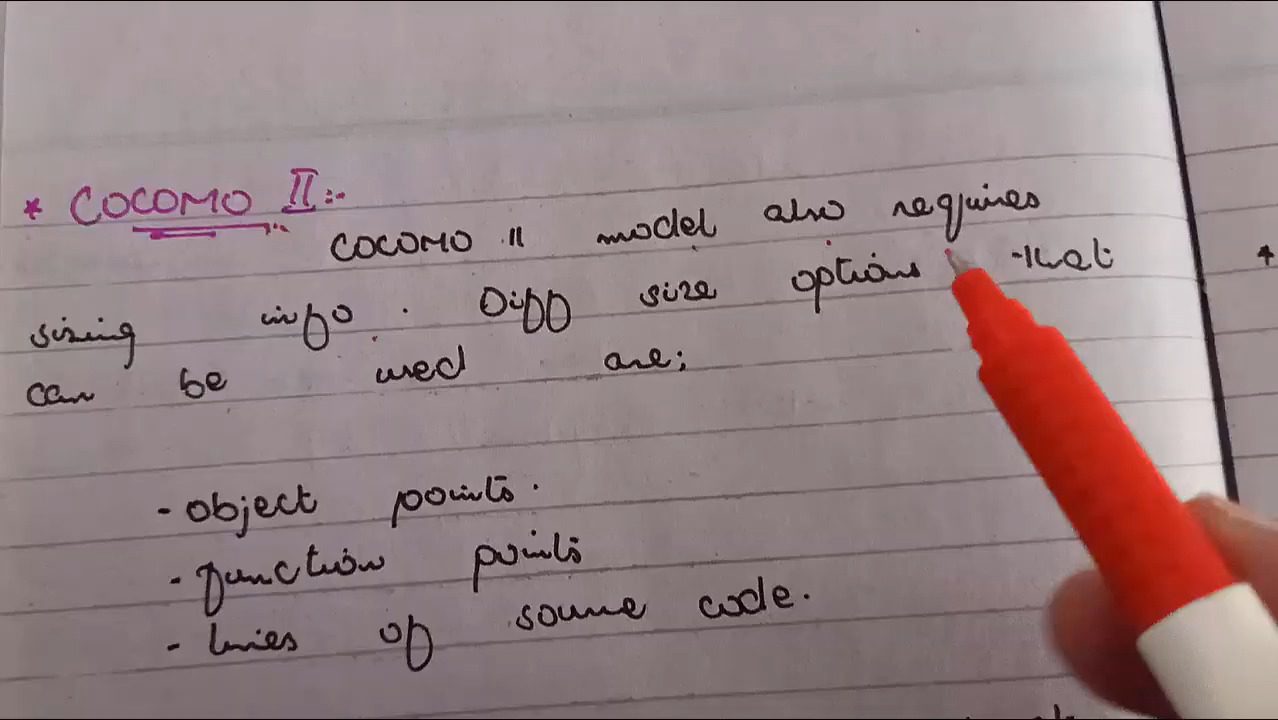 * COCOMO II :-
COCOMO II model also requires
sizing info. Diff size options that
can be used are;
- object points.
- function points
- lines of source code.
*